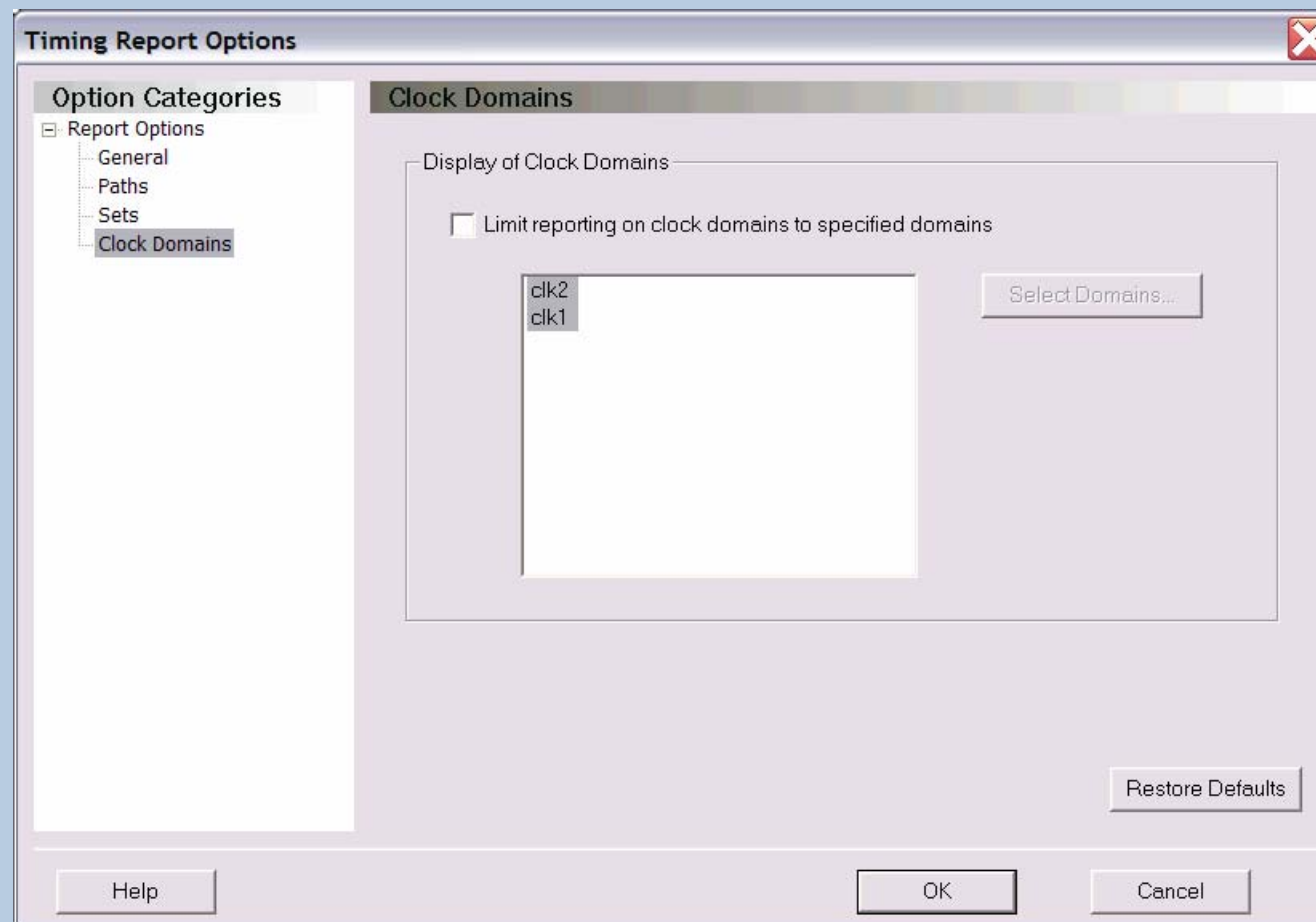 Timing Report Options
Option Categories
Report Options
General
Paths
Sets
Clock Domains
Clock Domains
Display of Clock Domains
Limit reporting on clock domains to specified domains
clk2
clk1
Select Domains...
Restore Defaults
Help
OK
Cancel